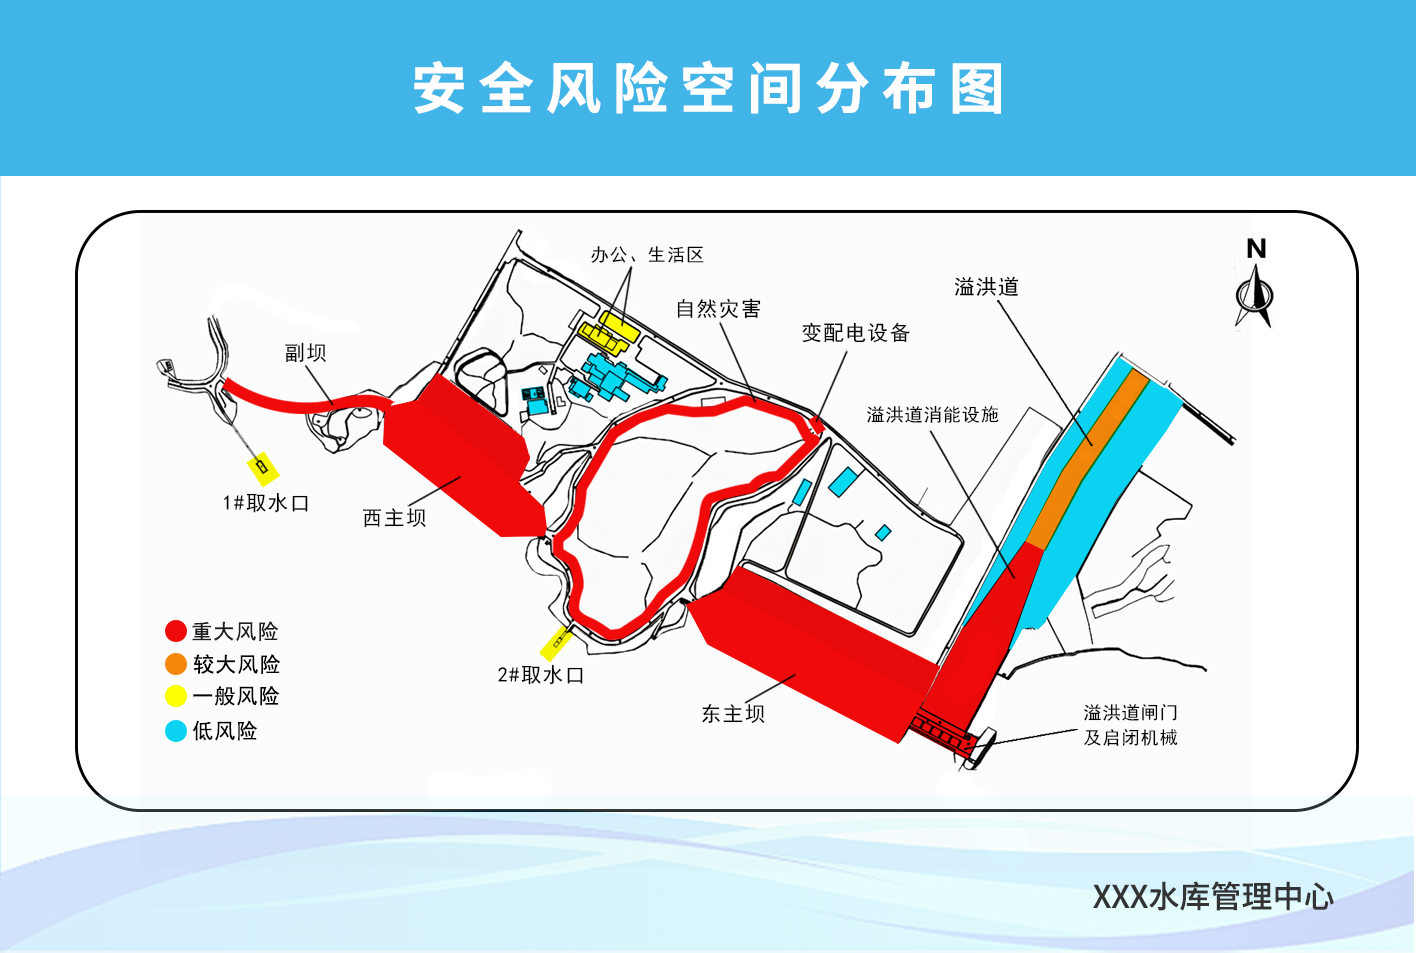 安全风险空间分布图
N
办公、生活区
溢洪道
自然灾害
变配电设备
副坝
溢洪道消能设施
1#取水口
西主坝
重大风险
较大风险
一般风险
低风险
2#取水口
东主坝
溢洪道闸门
及启闭机械
XXX水库管理中心